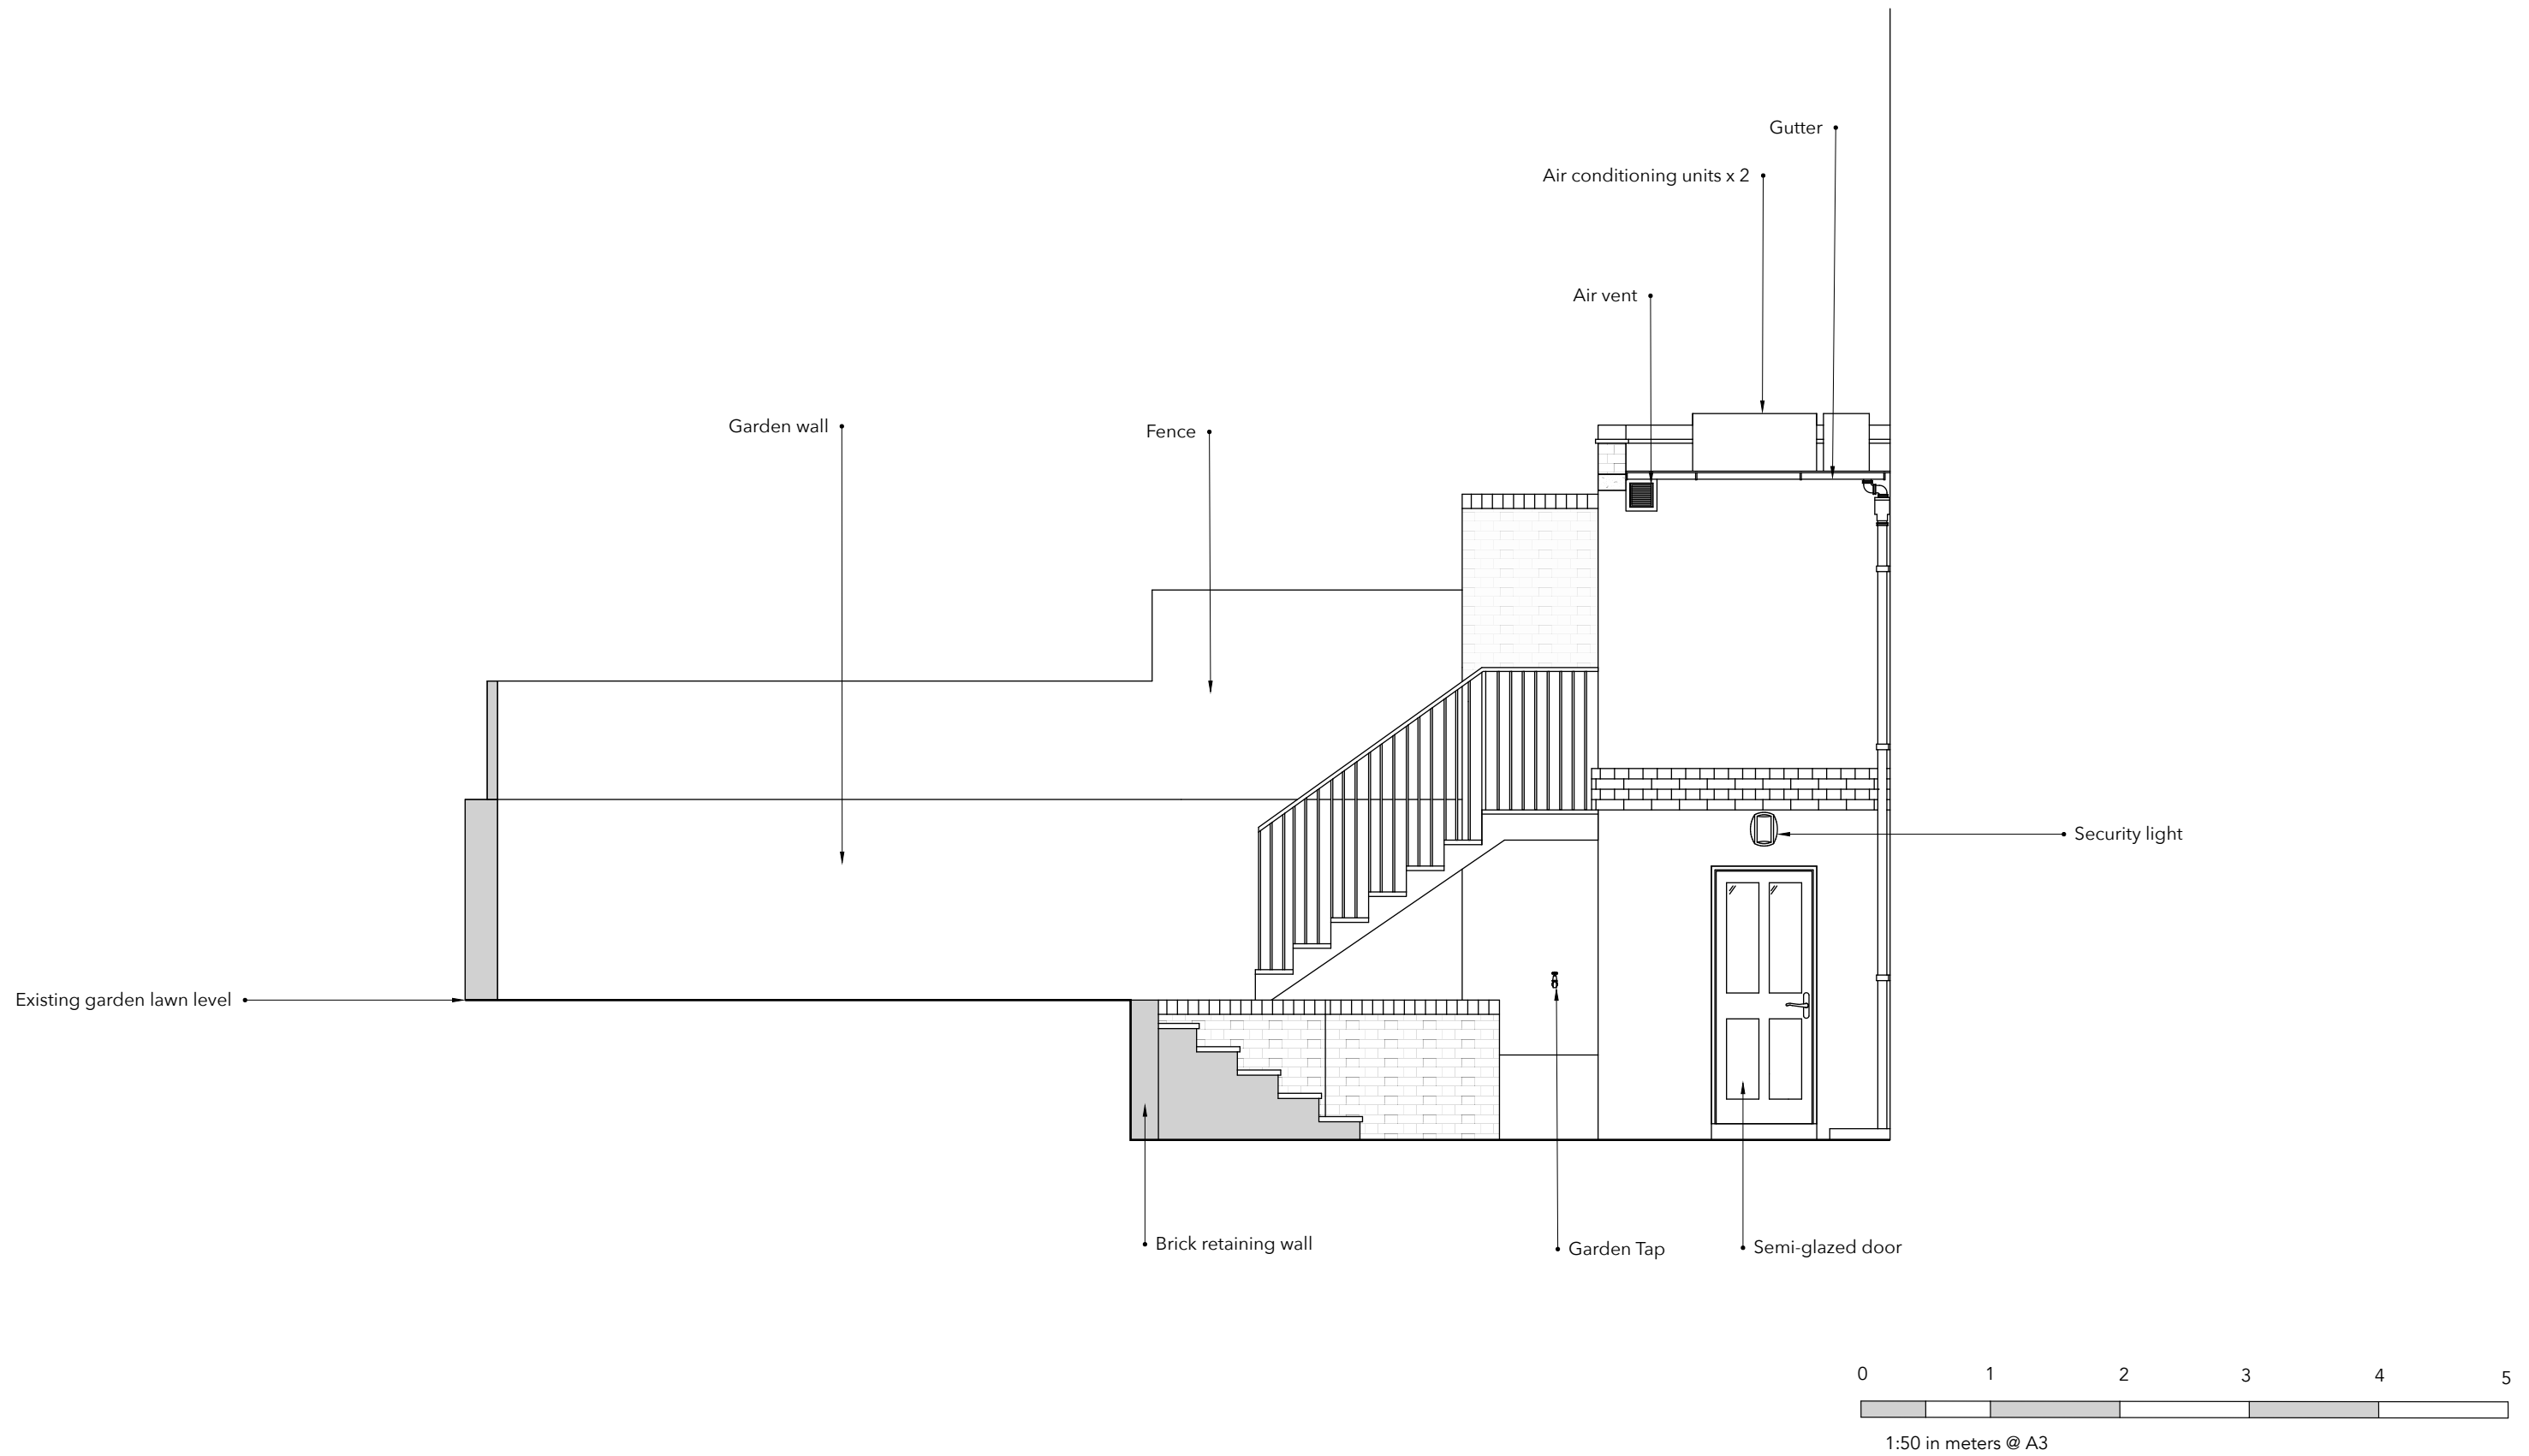 Gutter
Air conditioning units x 2
Air vent
Garden wall
Fence
Security light
Existing garden lawn level
Brick retaining wall
Garden Tap
Semi-glazed door
0 1 2 3 4 5
1:50 in meters @ A3